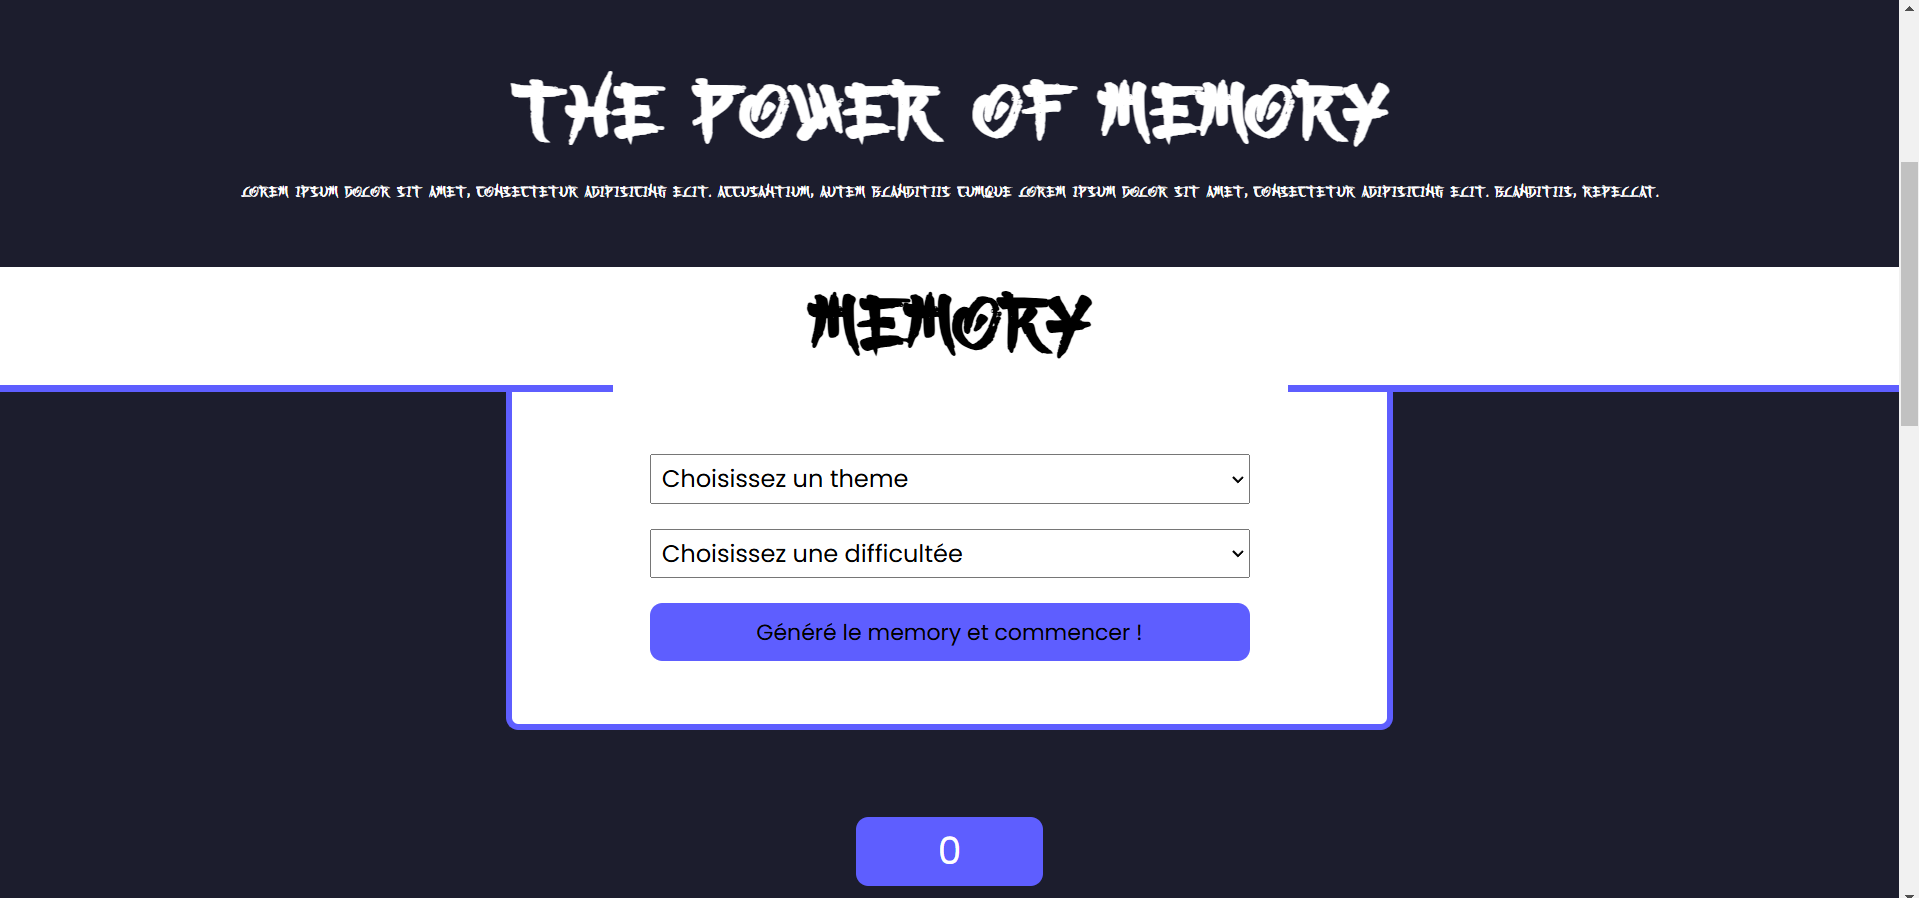 THE POWER OF MEMORY
LOREM IPSUM DOLOR SIT AMET, CONSECTETUR ADIPISICING ELIT. ACCUSANTIUM, AUTEM BLANDITIIS CUMQUE LOREM IPSUM DOLOR SIT AMET, CONSECTETUR ADIPISICING ELIT. BLANDITIIS, REPELLAT.
MEMORY
Choisissez un theme
Choisissez une difficultée
Généré le memory et commencer !
0